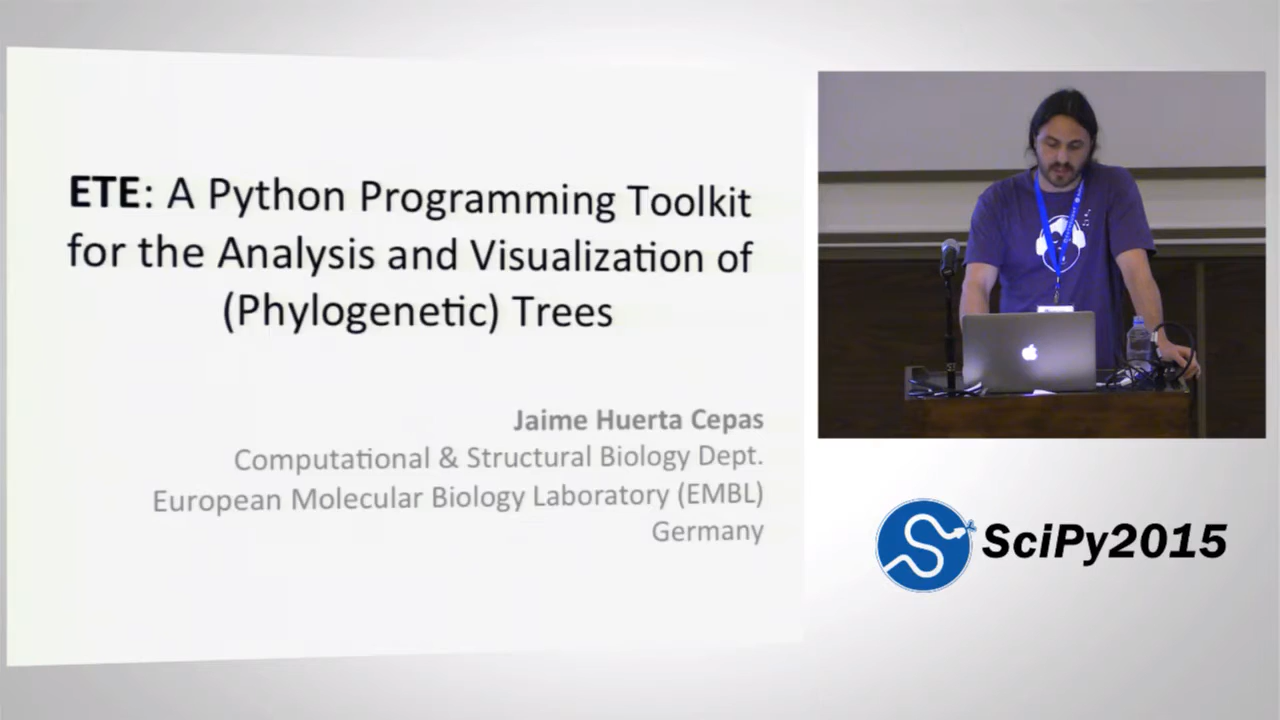 ETE: A Python Programming Toolkit
for the Analysis and Visualization of
(Phylogenetic) Trees
Jaime Huerta Cepas
Computational & Structural Biology Dept.
European Molecular Biology Laboratory (EMBL)
Germany
SciPy2015